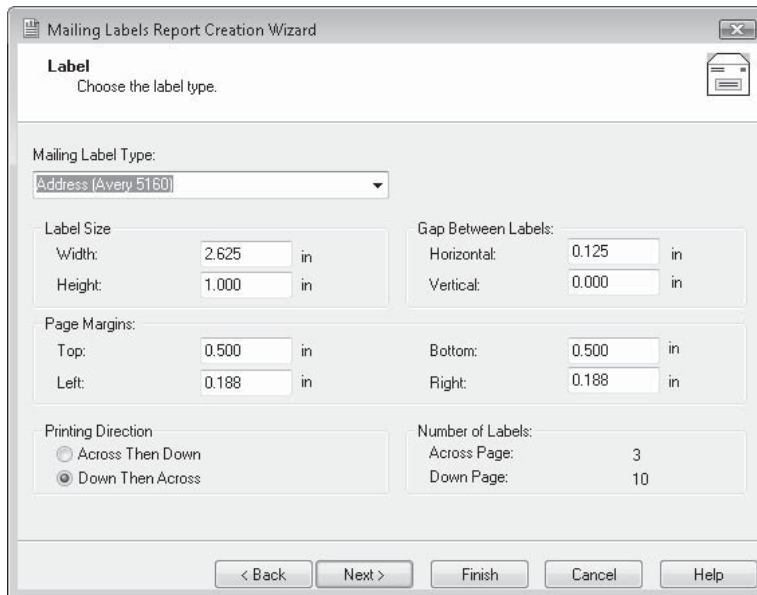 Mailing Labels Report Creation Wizard
Label
Choose the label type.
Mailing Label Type:
Address (Avery 5160)
Label Size
Width: 2.625 in
Height: 1.000 in
Gap Between Labels:
Horizontal: 0.125 in
Vertical: 0.000 in
Page Margins:
Top: 0.500 in
Bottom: 0.500 in
Left: 0.188 in
Right: 0.188 in
Printing Direction
Across Then Down
Down Then Across
Number of Labels:
Across Page: 3
Down Page: 10
< Back Next > Finish Cancel Help